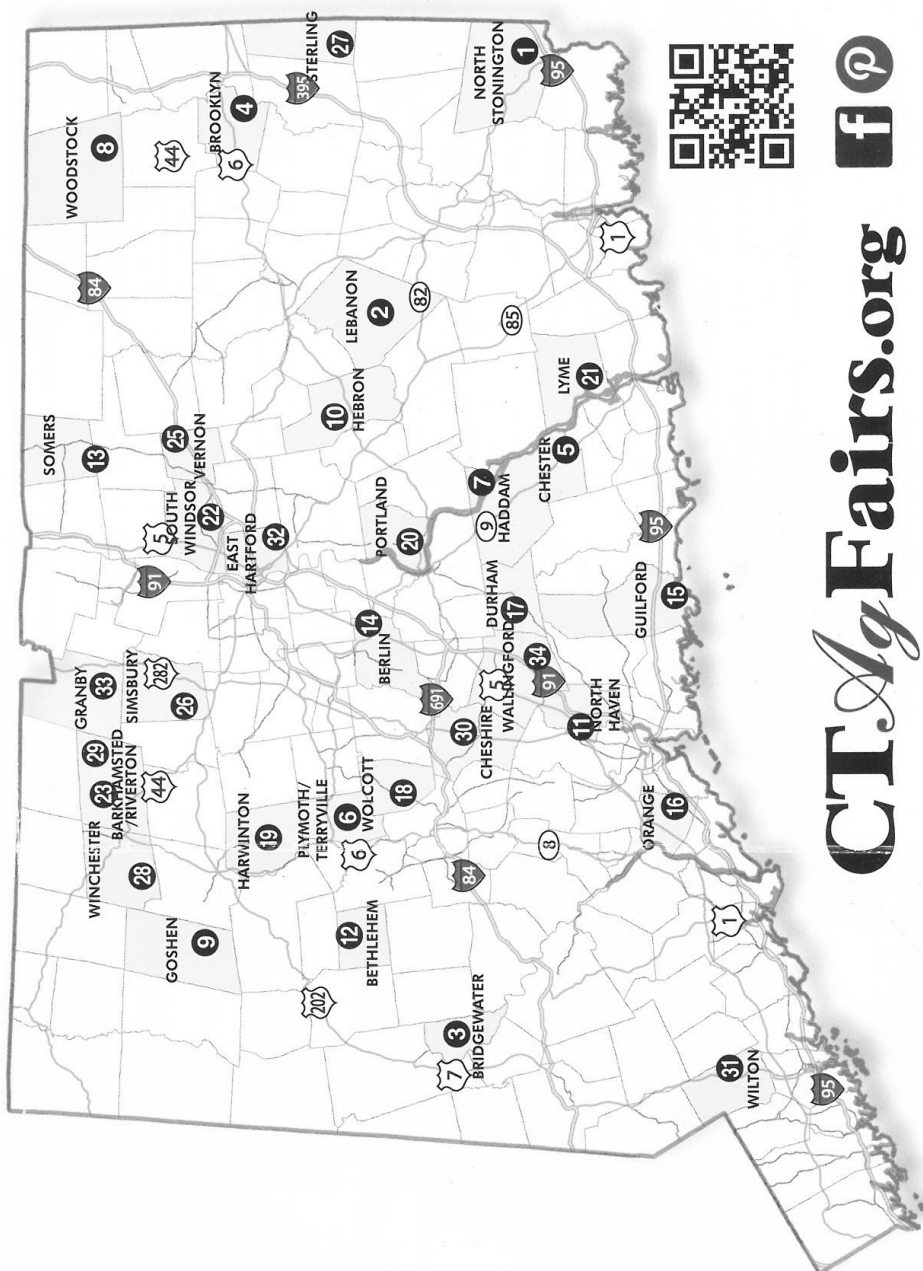 WINCHESTER
28
GOSHEN
9
23
BARKHAMSTED
RIVERTON
29
44
GRANBY
33
SIMSBURY
282
26
91
SOMERS
13
84
WOODSTOCK
8
44
5
SOUTH
WINDSOR
22
25
VERNON
EAST
HARTFORD
32
BROOKLYN
4
6
395
STERLING
27
HARWINTON
19
202
12
BETHLEHEM
PLYMOTH/
TERRYVILLE
6
6
WOLCOTT
18
14
BERLIN
PORTLAND
20
10
HEBRON
LEBANON
2
82
7
3
BRIDGEWATER
84
691
30
CHESHIRE
5
WALLINGFORD
34
91
DURHAM
17
9
7
HADDAM
85
NORTH
STONINGTON
1
95
8
11
NORTH
HAVEN
CHESTER
5
LYME
21
1
ORANGE
16
GUILFORD
15
95
1
31
WILTON
95
CTAgFairs.org
f